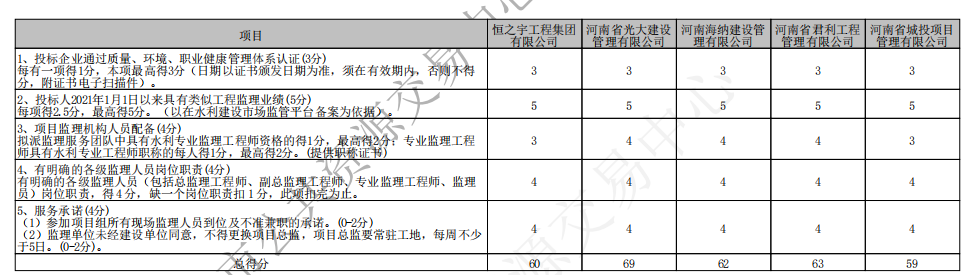 项目 恒之宇工程集团 河南省光大建设 河南海纳建设管 河南省君利工程 河南省城投项目
有限公司 管理有限公司 理有限公司 管理有限公司 管理有限公司
1、投标企业通过质量、环境、职业健康管理体系认证(3分)
每有一项得1分，本项最高得3分（日期以证书颁发日期为准，须在有效期内，否则不得 3 3 3 3 3
分，附证书电子扫描件）。
2、投标人2021年1月1日以来具有类似工程监理业绩(5分) 5 5 5 5 5
每项得2.5分，最高得5分。（以在水利建设市场监管平台备案为依据）。
3、项目监理机构人员配备(4分)
拟派监理服务团队中具有水利专业监理工程师资格的得1分，最高得2分；专业监理工程 3 4 4 4 3
师具有水利专业工程师职称的每人得1分，最高得2分。(提供职称证书)
4、有明确的各级监理人员岗位职责(4分)
有明确的各级监理人员（包括总监理工程师、副总监理工程师、专业监理工程师、监理 4 4 4 4 4
员）岗位职责，得４分，缺一个岗位职责扣１分，此项扣完为止。
5、服务承诺(4分)
（1）参加项目组所有现场监理人员到位及不准兼职的承诺。(0-2分) 4 4 4 4 4
（2）监理单位未经建设单位同意，不得更换项目总监，项目总监要常驻工地，每周不少
于5日。(0-2分)。
总得分 60 69 62 63 59
市公共资源交易中心
源交易中心